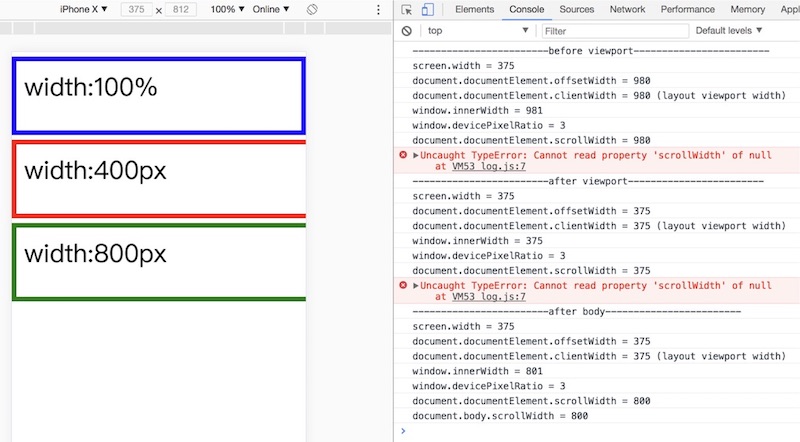 iPhone X ▼ 375 × 812 100% ▼ Online ▼
width:100%
width:400px
width:800px
Elements Console Sources Network Performance Memory A
top ▼ Filter Default levels ▼
------------------------before viewport------------------------
screen.width = 375
document.documentElement.offsetWidth = 980
document.documentElement.clientWidth = 980 (layout viewport width)
window.innerWidth = 981
window.devicePixelRatio = 3
document.documentElement.scrollWidth = 980
▶Uncaught TypeError: Cannot read property 'scrollWidth' of null
at VM53 log.js:7
------------------------after viewport------------------------
screen.width = 375
document.documentElement.offsetWidth = 375
document.documentElement.clientWidth = 375 (layout viewport width)
window.innerWidth = 375
window.devicePixelRatio = 3
document.documentElement.scrollWidth = 375
▶Uncaught TypeError: Cannot read property 'scrollWidth' of null
at VM53 log.js:7
------------------------after body------------------------
screen.width = 375
document.documentElement.offsetWidth = 375
document.documentElement.clientWidth = 375 (layout viewport width)
window.innerWidth = 801
window.devicePixelRatio = 3
document.documentElement.scrollWidth = 800
document.body.scrollWidth = 800
>